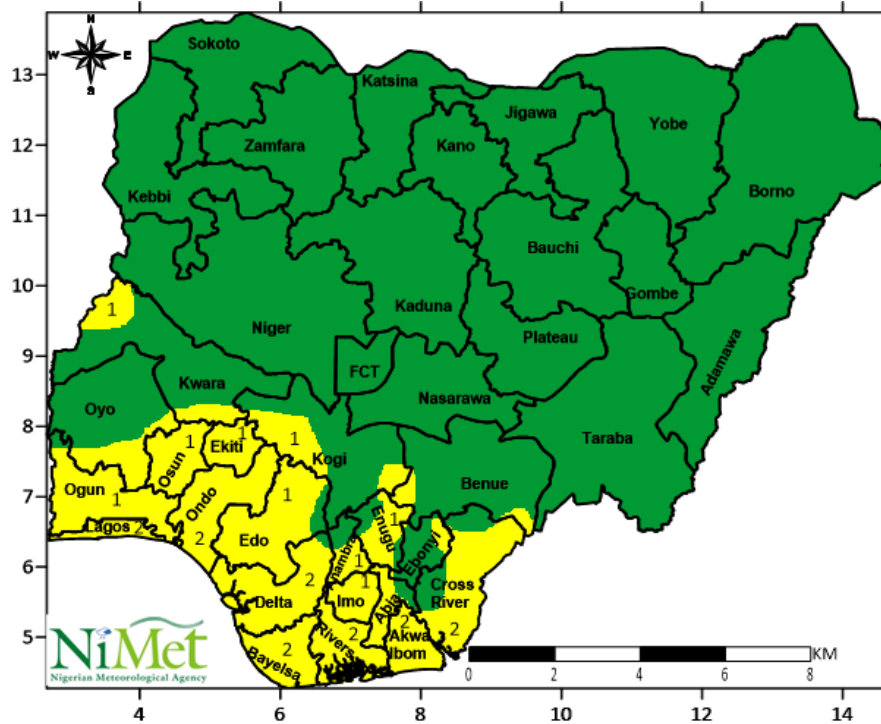 N
W E
S
13
12
11
10
9
8
7
6
5
Sokoto
Katsina
Jigawa
Yobe
Zamfara
Kano
Borno
Kebbi
Bauchi
Gombe
1
Kaduna
Niger
Plateau
Adamawa
FCT
Kwara
Nasarawa
Oyo
Taraba
1
1
1
Osun
Ekiti
Kogi
Benue
Ogun
1
1
Ondo
Lagos
2
2
Edo
Enugu
1
Ebonyi
nambra
1
1
2
Delta
Imo
Abia
Cross
River
2
Rivers
2
2
Akwa
Ibom
2
Bayelsa
NiMet
Nigerian Meteorological Agency
KM
0 2 4 6 8
4 6 8 10 12 14